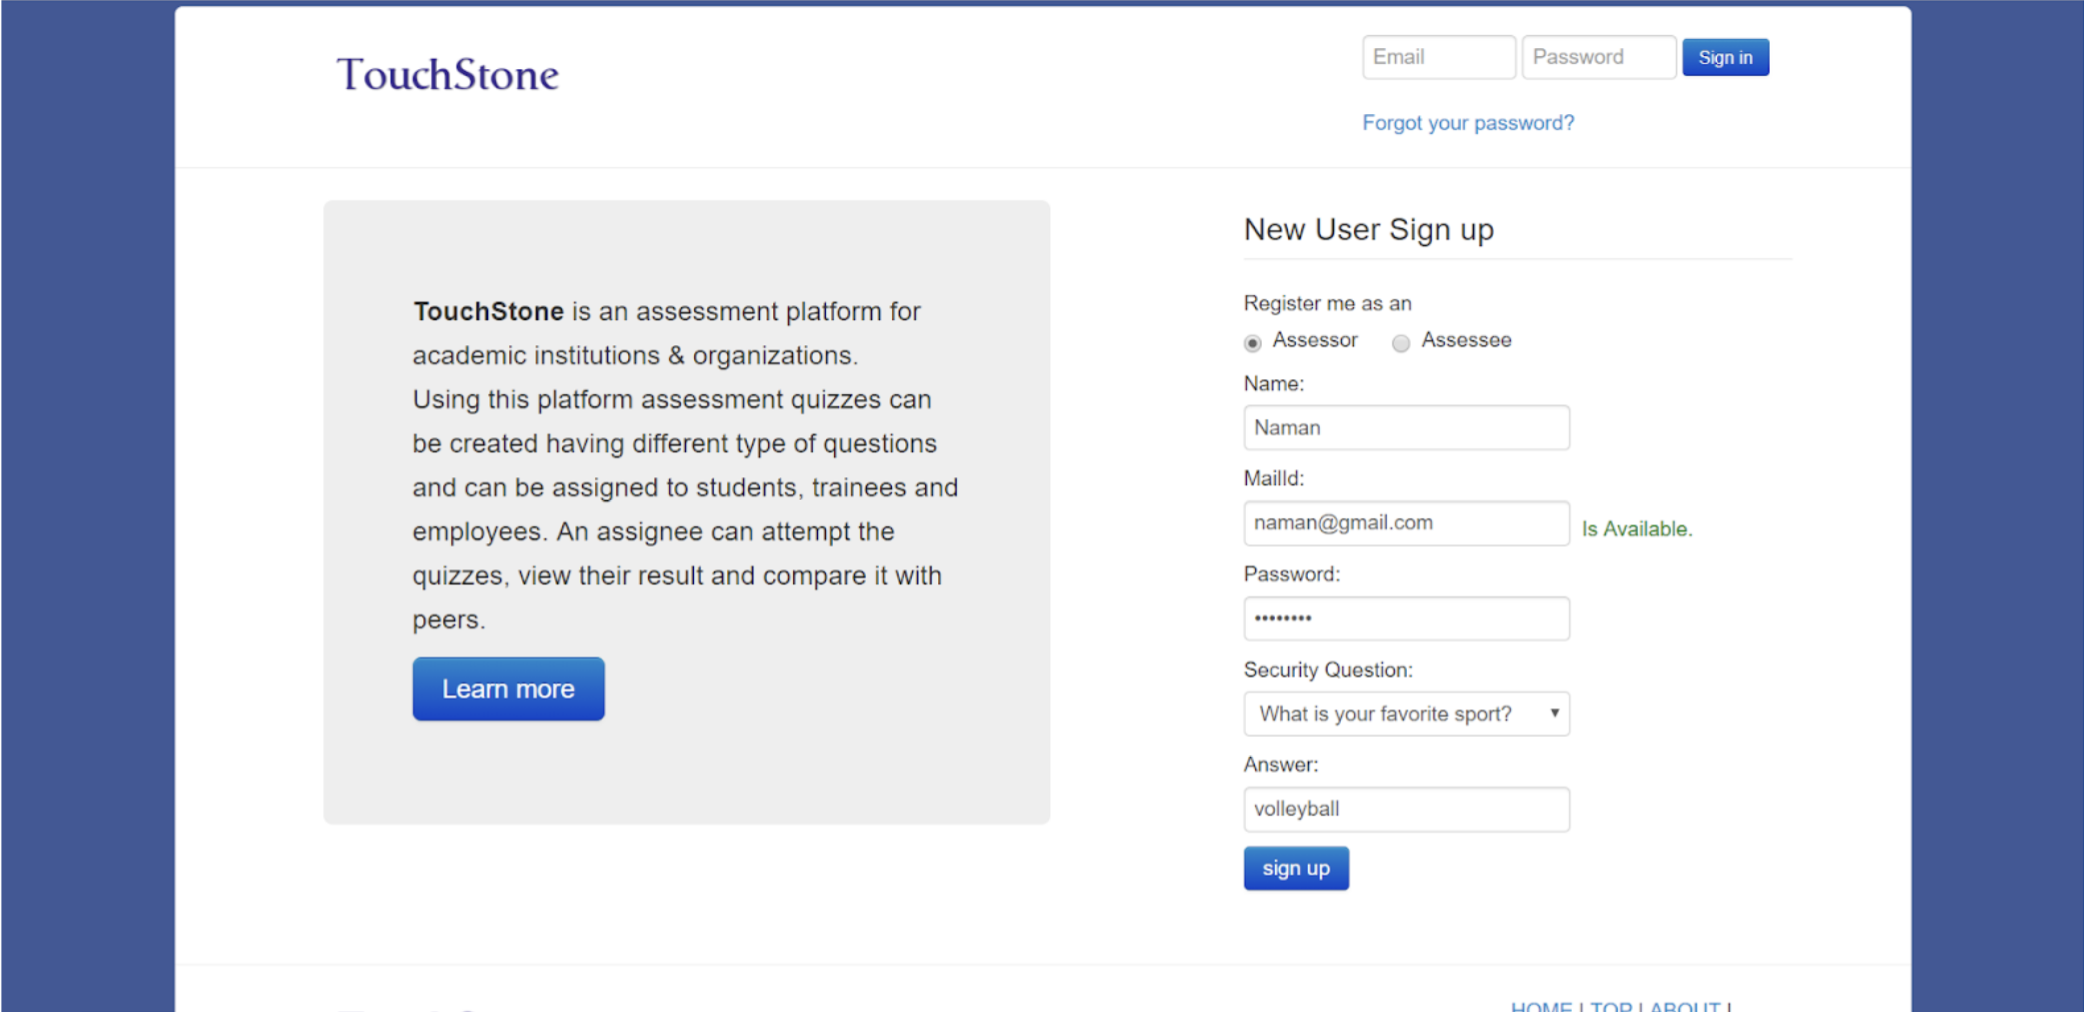 TouchStone
Email
Password
Sign in
Forgot your password?
TouchStone is an assessment platform for
academic institutions & organizations.
Using this platform assessment quizzes can
be created having different type of questions
and can be assigned to students, trainees and
employees. An assignee can attempt the
quizzes, view their result and compare it with
peers.
Learn more
New User Sign up
Register me as an
Assessor
Assessee
Name:
Naman
MailId:
naman@gmail.com
Is Available.
Password:
••••••••
Security Question:
What is your favorite sport?
Answer:
volleyball
sign up
HOME | TOP | ABOUT |